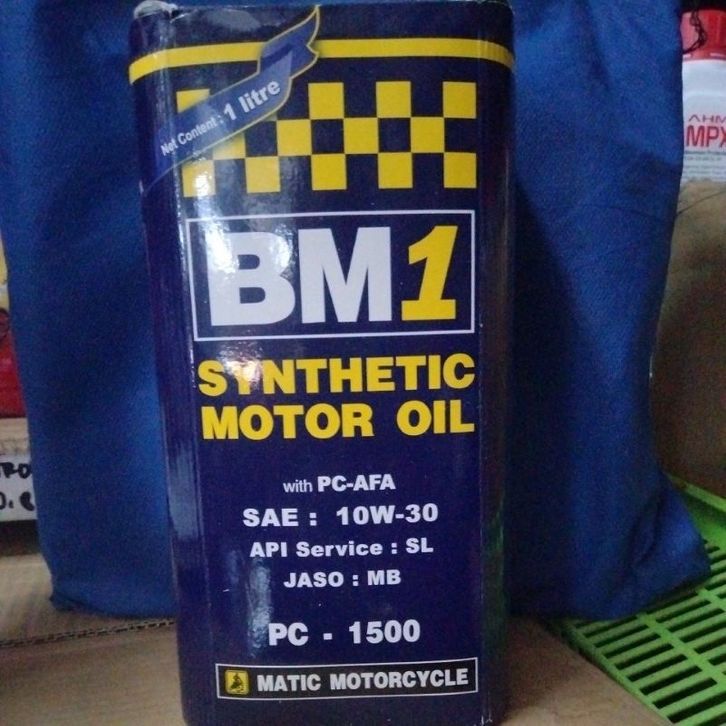 Net Content : 1 litre
BM1
SYNTHETIC
MOTOR OIL
with PC-AFA
SAE : 10W-30
API Service : SL
JASO : MB
PC - 1500
MATIC MOTORCYCLE
AHM
MPX